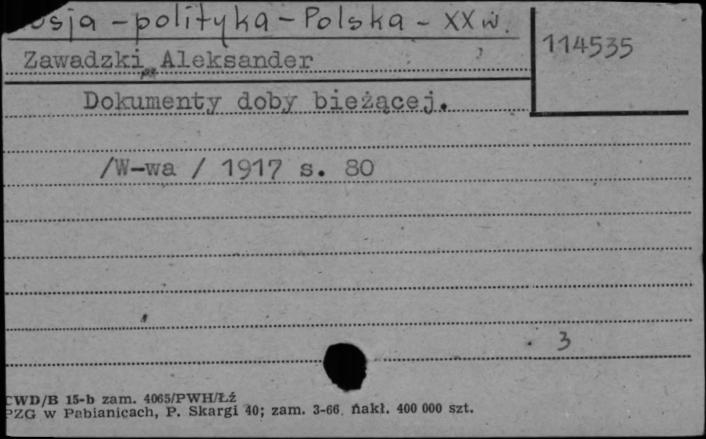 - polityka - Polska - XX w.
114535
Zawadzki Aleksander
Dokumenty doby bieżącej.
/W-wa / 1917 s. 80
3
CWD/B 15-b zam. 4065/PWH/Łź
PZG w Pabianicach, P. Skargi 40; zam. 3-66 nakł. 400 000 szt.